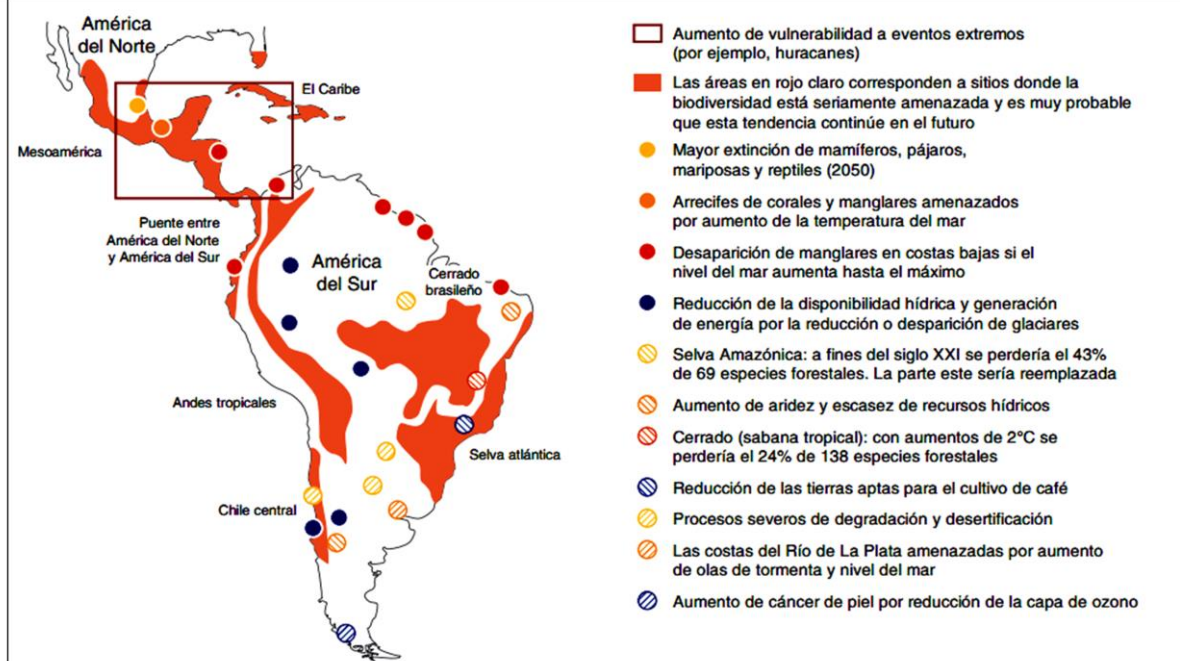 América
del Norte
El Caribe
Mesoamérica
Puente entre
América del Norte
y América del Sur
América
del Sur
Cerrado
brasileño
Andes tropicales
Selva atlántica
Chile central
Aumento de vulnerabilidad a eventos extremos
(por ejemplo, huracanes)
Las áreas en rojo claro corresponden a sitios donde la
biodiversidad está seriamente amenazada y es muy probable
que esta tendencia continúe en el futuro
Mayor extinción de mamíferos, pájaros,
mariposas y reptiles (2050)
Arrecifes de corales y manglares amenazados
por aumento de la temperatura del mar
Desaparición de manglares en costas bajas si el
nivel del mar aumenta hasta el máximo
Reducción de la disponibilidad hídrica y generación
de energía por la reducción o desparición de glaciares
Selva Amazónica: a fines del siglo XXI se perdería el 43%
de 69 especies forestales. La parte este sería reemplazada
Aumento de aridez y escasez de recursos hídricos
Cerrado (sabana tropical): con aumentos de 2°C se
perdería el 24% de 138 especies forestales
Reducción de las tierras aptas para el cultivo de café
Procesos severos de degradación y desertificación
Las costas del Río de La Plata amenazadas por aumento
de olas de tormenta y nivel del mar
Aumento de cáncer de piel por reducción de la capa de ozono